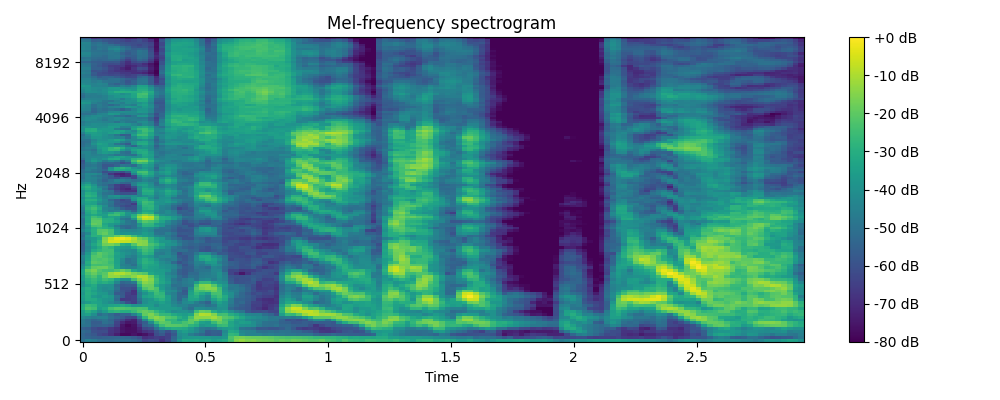 Mel-frequency spectrogram
Hz
8192
4096
2048
1024
512
0
0
0.5
1
1.5
2
2.5
Time
+0 dB
-10 dB
-20 dB
-30 dB
-40 dB
-50 dB
-60 dB
-70 dB
-80 dB